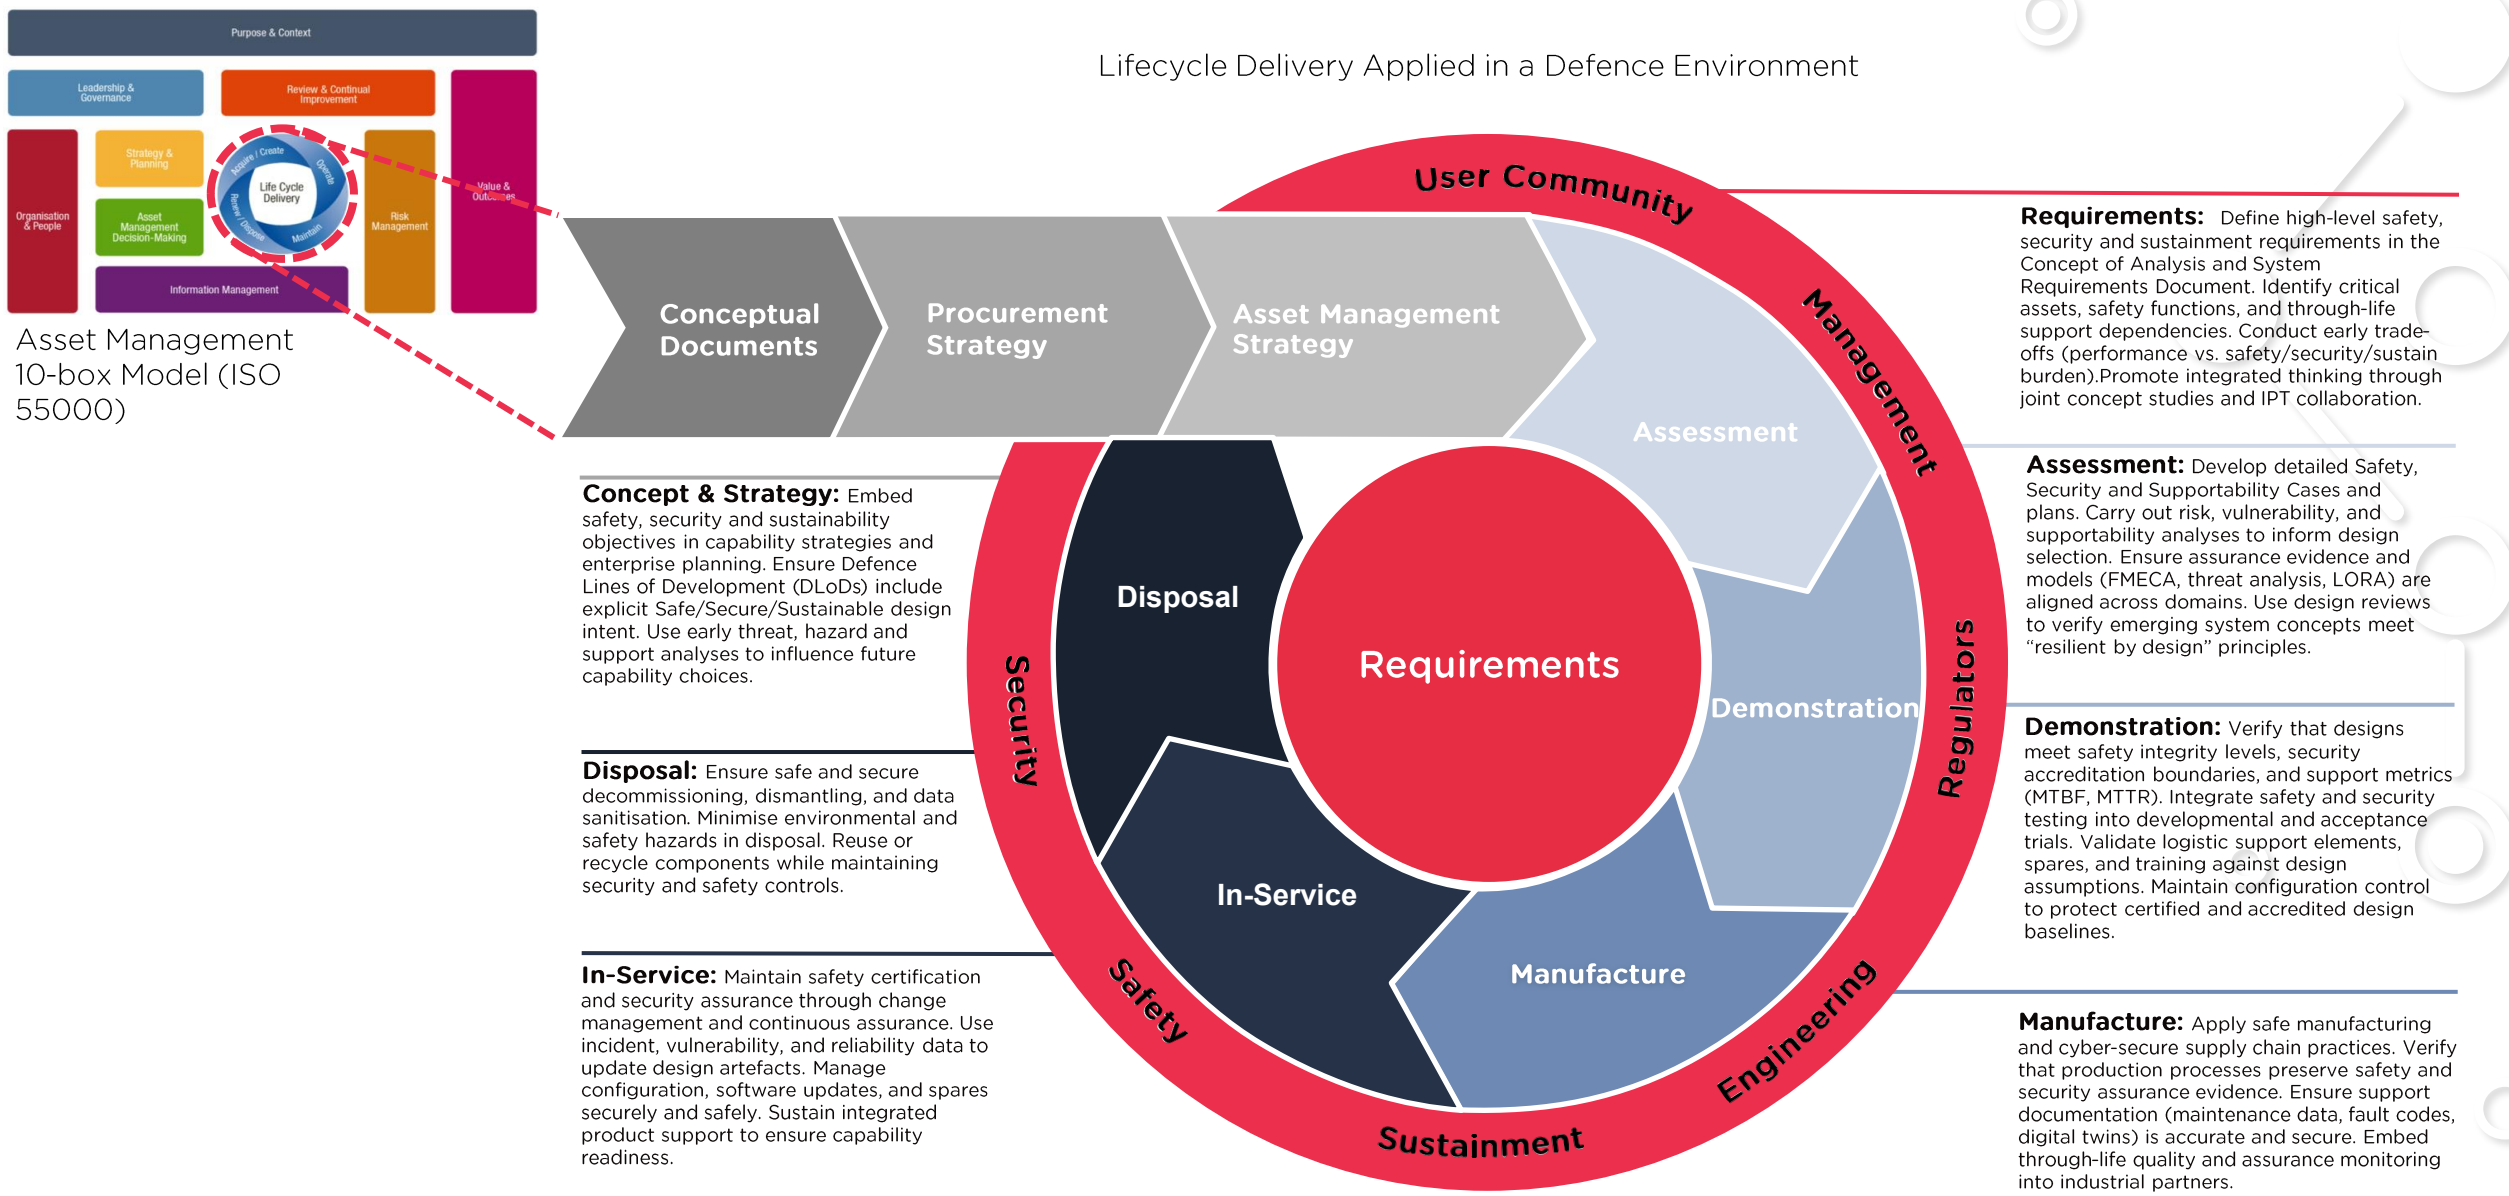 Purpose & Context
Leadership &
Governance
Review & Continual
Improvement
Organisation
& People
Strategy &
Planning
Asset
Management
Decision-Making
Acquire / Create
Operate
Maintain
Renew / Dispose
Life Cycle
Delivery
Risk
Management
Value &
Outcomes
Information Management
Asset Management
10-box Model (ISO
55000)
Lifecycle Delivery Applied in a Defence Environment
Conceptual
Documents
Procurement
Strategy
Asset Management
Strategy
Assessment
Demonstration
Manufacture
In-Service
Disposal
Requirements
User Community
Management
Regulators
Engineering
Sustainment
Safety
Security
Concept & Strategy: Embed
safety, security and sustainability
objectives in capability strategies and
enterprise planning. Ensure Defence
Lines of Development (DLoDs) include
explicit Safe/Secure/Sustainable design
intent. Use early threat, hazard and
support analyses to influence future
capability choices.
Disposal: Ensure safe and secure
decommissioning, dismantling, and data
sanitisation. Minimise environmental and
safety hazards in disposal. Reuse or
recycle components while maintaining
security and safety controls.
In-Service: Maintain safety certification
and security assurance through change
management and continuous assurance. Use
incident, vulnerability, and reliability data to
update design artefacts. Manage
configuration, software updates, and spares
securely and safely. Sustain integrated
product support to ensure capability
readiness.
Requirements: Define high-level safety,
security and sustainment requirements in the
Concept of Analysis and System
Requirements Document. Identify critical
assets, safety functions, and through-life
support dependencies. Conduct early trade-
offs (performance vs. safety/security/sustain
burden).Promote integrated thinking through
joint concept studies and IPT collaboration.
Assessment: Develop detailed Safety,
Security and Supportability Cases and
plans. Carry out risk, vulnerability, and
supportability analyses to inform design
selection. Ensure assurance evidence and
models (FMECA, threat analysis, LORA) are
aligned across domains. Use design reviews
to verify emerging system concepts meet
“resilient by design” principles.
Demonstration: Verify that designs
meet safety integrity levels, security
accreditation boundaries, and support metrics
(MTBF, MTTR). Integrate safety and security
testing into developmental and acceptance
trials. Validate logistic support elements,
spares, and training against design
assumptions. Maintain configuration control
to protect certified and accredited design
baselines.
Manufacture: Apply safe manufacturing
and cyber-secure supply chain practices. Verify
that production processes preserve safety and
security assurance evidence. Ensure support
documentation (maintenance data, fault codes,
digital twins) is accurate and secure. Embed
through-life quality and assurance monitoring
into industrial partners.